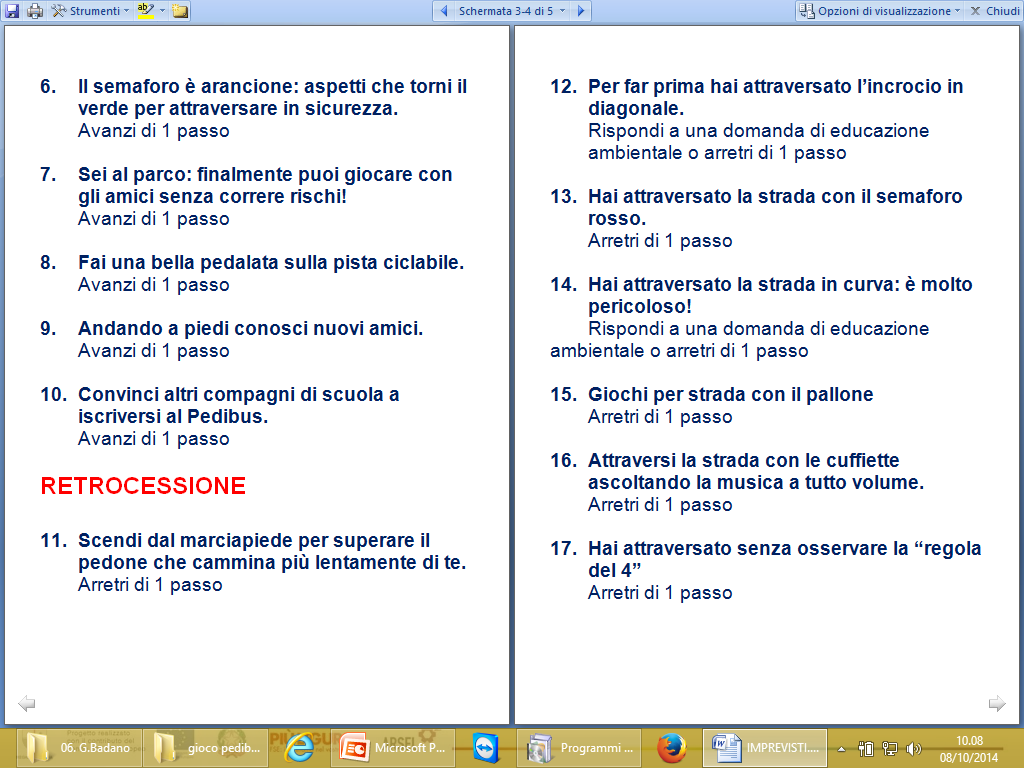 Strumenti
Schermata 3-4 di 5
Opzioni di visualizzazione
Chiudi
6. Il semaforo è arancione: aspetti che torni il
verde per attraversare in sicurezza.
Avanzi di 1 passo
7. Sei al parco: finalmente puoi giocare con
gli amici senza correre rischi!
Avanzi di 1 passo
8. Fai una bella pedalata sulla pista ciclabile.
Avanzi di 1 passo
9. Andando a piedi conosci nuovi amici.
Avanzi di 1 passo
10. Convinci altri compagni di scuola a
iscriversi al Pedibus.
Avanzi di 1 passo
RETROCESSIONE
11. Scendi dal marciapiede per superare il
pedone che cammina più lentamente di te.
Arretri di 1 passo
12. Per far prima hai attraversato l’incrocio in
diagonale.
Rispondi a una domanda di educazione
ambientale o arretri di 1 passo
13. Hai attraversato la strada con il semaforo
rosso.
Arretri di 1 passo
14. Hai attraversato la strada in curva: è molto
pericoloso!
Rispondi a una domanda di educazione
ambientale o arretri di 1 passo
15. Giochi per strada con il pallone
Arretri di 1 passo
16. Attraversi la strada con le cuffiette
ascoltando la musica a tutto volume.
Arretri di 1 passo
17. Hai attraversato senza osservare la “regola
del 4”
Arretri di 1 passo
06. G.Badano
gioco pedib...
Microsoft P...
Programmi ...
IMPREVISTI....
10.08
08/10/2014